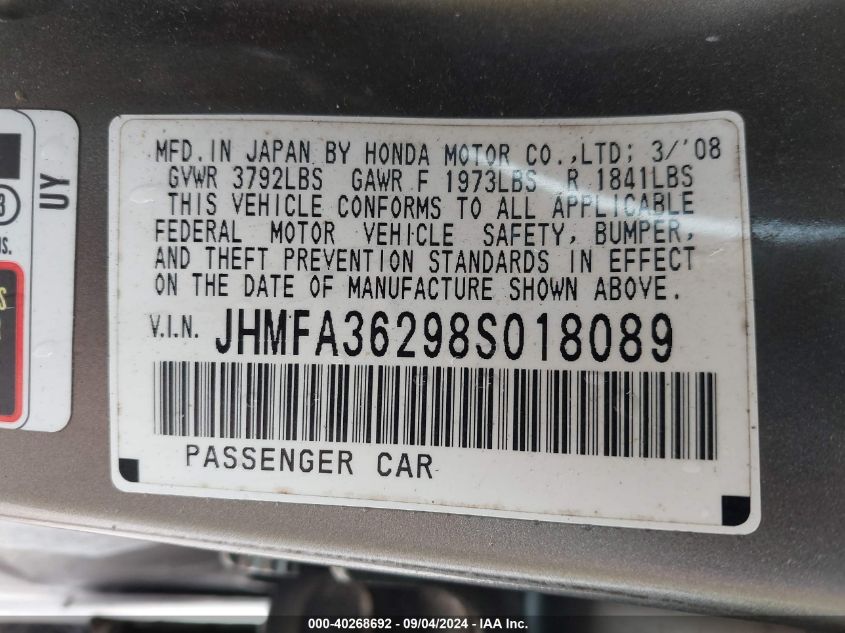 MFD. IN JAPAN BY HONDA MOTOR CO., LTD; 3/'08
GVWR 3792LBS GAWR F 1973LBS R 1841LBS
THIS VEHICLE CONFORMS TO ALL APPLICABLE
FEDERAL MOTOR VEHICLE SAFETY, BUMPER,
AND THEFT PREVENTION STANDARDS IN EFFECT
ON THE DATE OF MANUFACTURE SHOWN ABOVE.
V.I.N. JHMFA36298S018089
PASSENGER CAR
UY
000-40268692 - 09/04/2024 - IAA Inc.